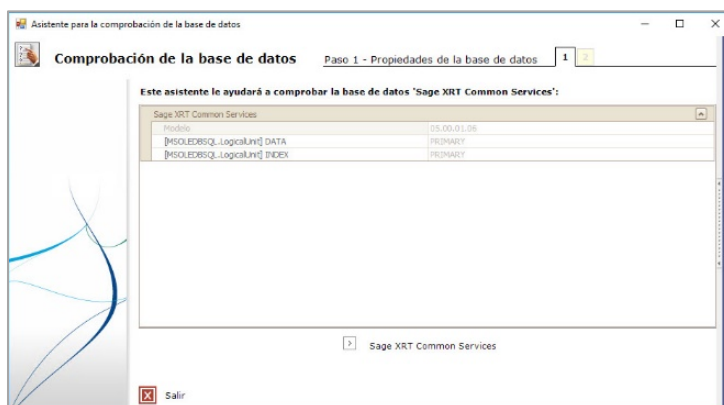 Asistente para la comprobación de la base de datos
Comprobación de la base de datos Paso 1 - Propiedades de la base de datos 1 2
Este asistente le ayudará a comprobar la base de datos 'Sage XRT Common Services':
Sage XRT Common Services
Modelo 05.00.01.06
[MSOLEDBSQL.LogicalUnit] DATA PRIMARY
[MSOLEDBSQL.LogicalUnit] INDEX PRIMARY
Sage XRT Common Services
Salir